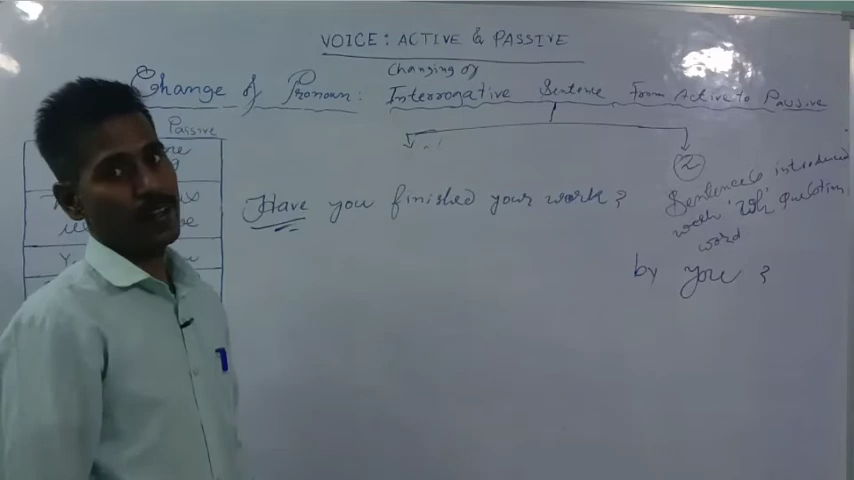 VOICE: ACTIVE & PASSIVE
Change of Pronoun:
Changing of
Interrogative Sentence From Active to Passive
Passive
2
Sentences introduced
with 'Wh' Question
word
Have you finished your work?
by you ?